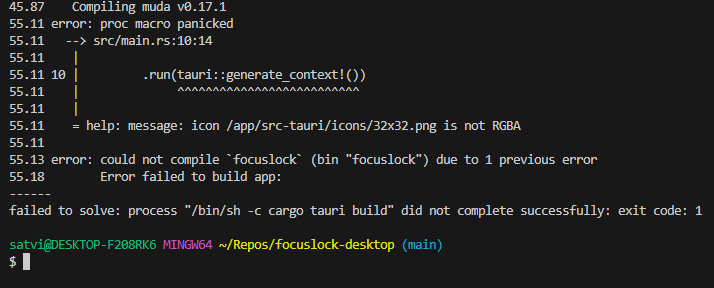 45.87    Compiling muda v0.17.1
55.11 error: proc macro panicked
55.11   --> src/main.rs:10:14
55.11    |
55.11 10 |         .run(tauri::generate_context!())
55.11    |              ^^^^^^^^^^^^^^^^^^^^^^^^^^
55.11    |
55.11    = help: message: icon /app/src-tauri/icons/32x32.png is not RGBA
55.11
55.13 error: could not compile `focuslock` (bin "focuslock") due to 1 previous error
55.18        Error failed to build app:
------
failed to solve: process "/bin/sh -c cargo tauri build" did not complete successfully: exit code: 1

satvi@DESKTOP-F208RK6 MINGW64 ~/Repos/focuslock-desktop (main)
$